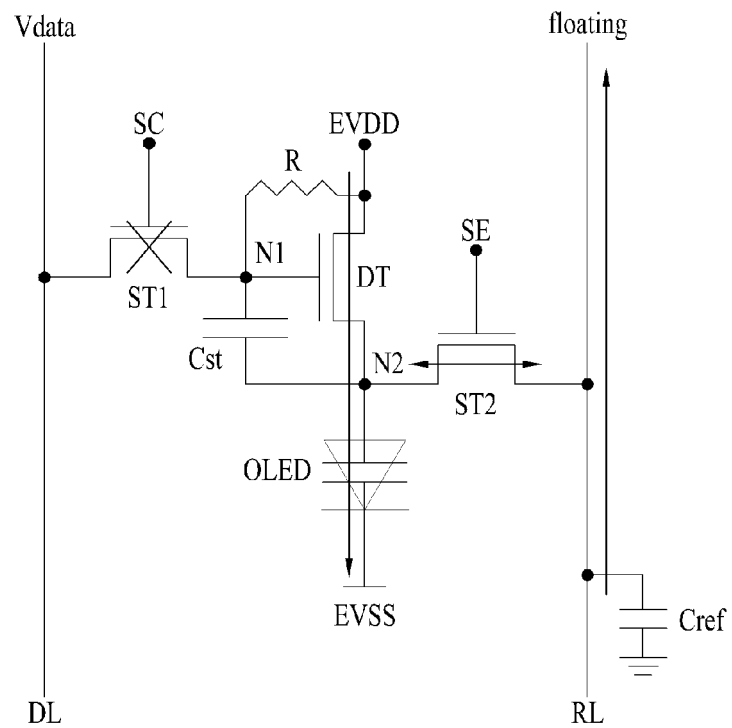 Vdata
floating
SC
EVDD
R
SE
N1
DT
ST1
Cst
N2
ST2
OLED
EVSS
Cref
DL
RL